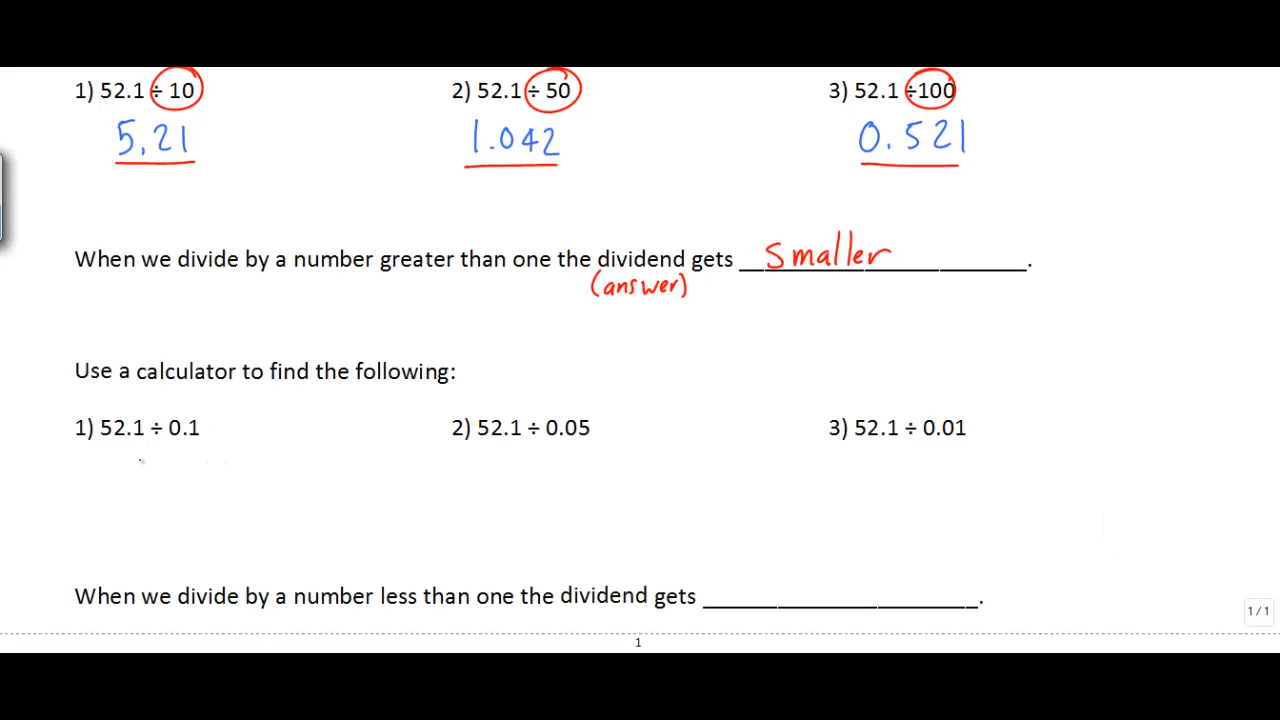 1) 52.1 ÷ 10 2) 52.1 ÷ 50 3) 52.1 ÷100
5.21 1.042 0.521
When we divide by a number greater than one the dividend gets smaller.
(answer)
Use a calculator to find the following:
1) 52.1 ÷ 0.1 2) 52.1 ÷ 0.05 3) 52.1 ÷ 0.01
When we divide by a number less than one the dividend gets ____________________.
1 / 1
1